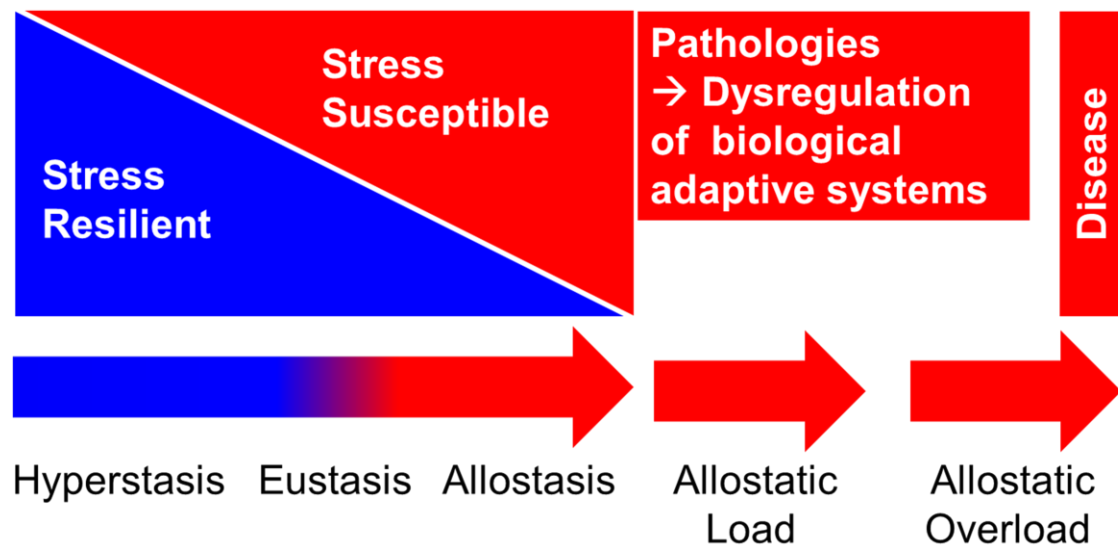 Stress
Susceptible
Stress
Resilient
Pathologies
→ Dysregulation
of  biological
adaptive systems
Disease
Hyperstasis
Eustasis
Allostasis
Allostatic
Load
Allostatic
Overload